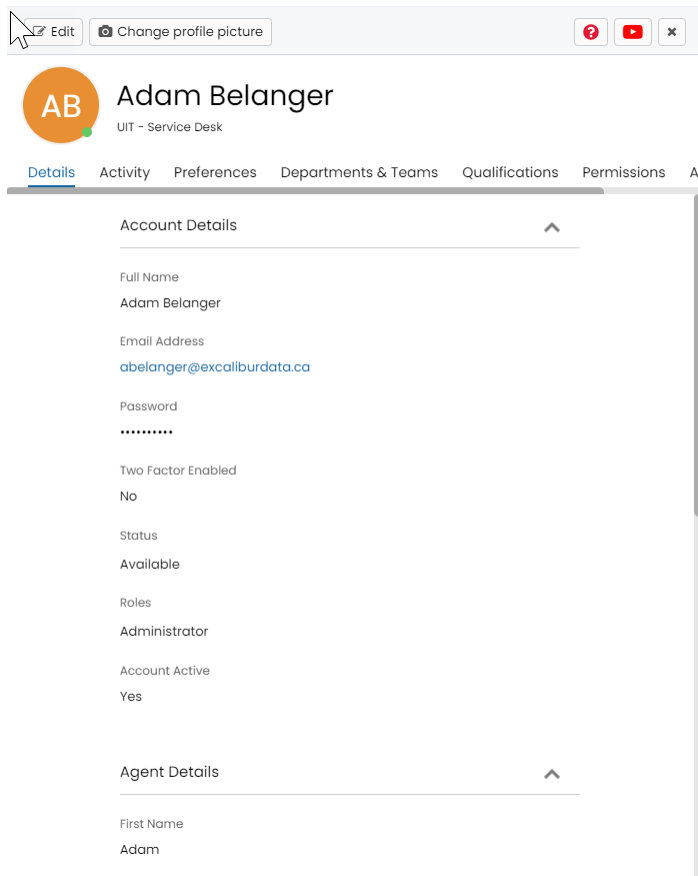 Edit
Change profile picture
AB
Adam Belanger
UIT - Service Desk
Details
Activity
Preferences
Departments & Teams
Qualifications
Permissions
A
Account Details
Full Name
Adam Belanger
Email Address
abelanger@excaliburdata.ca
Password
••••••••••
Two Factor Enabled
No
Status
Available
Roles
Administrator
Account Active
Yes
Agent Details
First Name
Adam